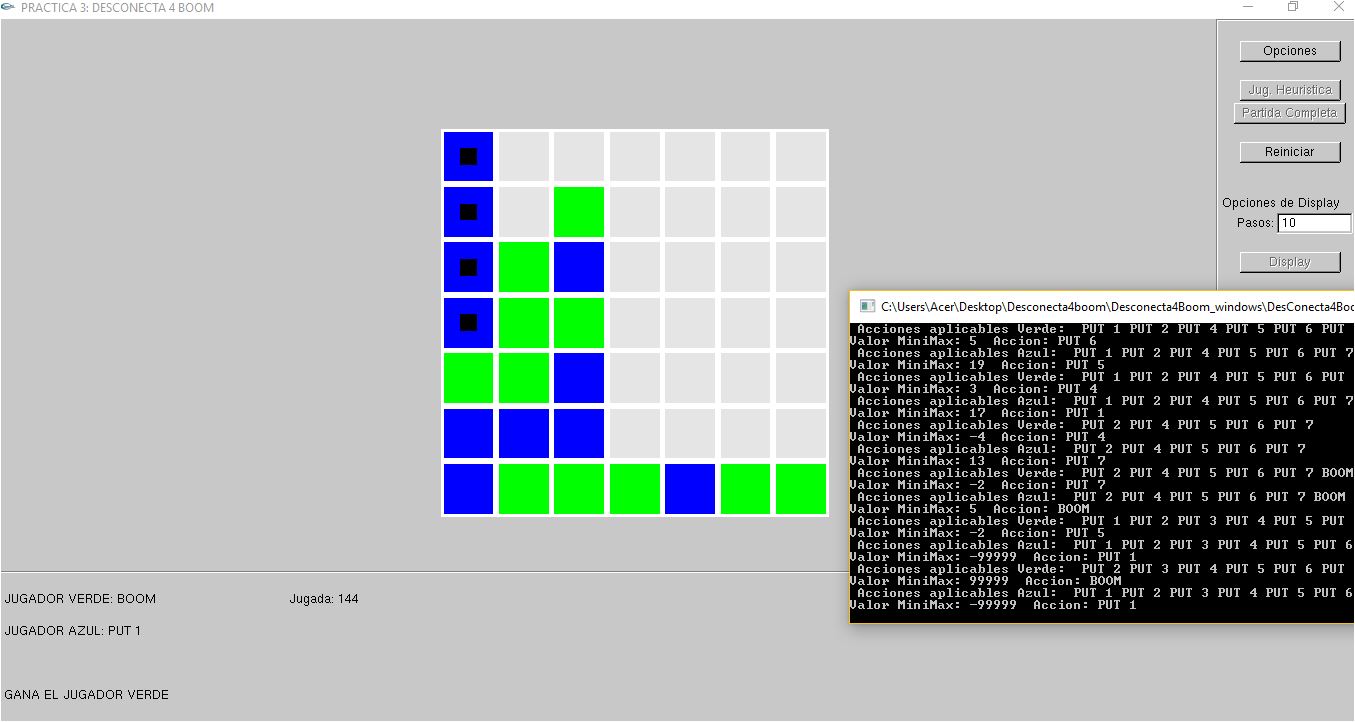 PRACTICA 3: DESCONECTA 4 BOOM
Opciones
Jug. Heuristica
Partida Completa
Reiniciar
Opciones de Display
Pasos: 10
Display
C:\Users\Acer\Desktop\Desconecta4boom\Desconecta4Boom_windows\DesConecta4Boo
Acciones aplicables Verde:  PUT 1 PUT 2 PUT 4 PUT 5 PUT 6 PUT
Valor MiniMax: 5  Accion: PUT 6
Acciones aplicables Azul:  PUT 1 PUT 2 PUT 4 PUT 5 PUT 6 PUT 7
Valor MiniMax: 19  Accion: PUT 5
Acciones aplicables Verde:  PUT 1 PUT 2 PUT 4 PUT 5 PUT 6 PUT
Valor MiniMax: 3  Accion: PUT 4
Acciones aplicables Azul:  PUT 1 PUT 2 PUT 4 PUT 5 PUT 6 PUT 7
Valor MiniMax: 17  Accion: PUT 1
Acciones aplicables Verde:  PUT 2 PUT 4 PUT 5 PUT 6 PUT 7
Valor MiniMax: -4  Accion: PUT 4
Acciones aplicables Azul:  PUT 2 PUT 4 PUT 5 PUT 6 PUT 7
Valor MiniMax: 13  Accion: PUT 7
Acciones aplicables Verde:  PUT 2 PUT 4 PUT 5 PUT 6 PUT 7 BOOM
Valor MiniMax: -2  Accion: PUT 7
Acciones aplicables Azul:  PUT 2 PUT 4 PUT 5 PUT 6 PUT 7 BOOM
Valor MiniMax: 5  Accion: BOOM
Acciones aplicables Verde:  PUT 1 PUT 2 PUT 3 PUT 4 PUT 5 PUT
Valor MiniMax: -2  Accion: PUT 5
Acciones aplicables Azul:  PUT 1 PUT 2 PUT 3 PUT 4 PUT 5 PUT 6
Valor MiniMax: -99999  Accion: PUT 1
Acciones aplicables Verde:  PUT 2 PUT 3 PUT 4 PUT 5 PUT 6 PUT
Valor MiniMax: 99999  Accion: BOOM
Acciones aplicables Azul:  PUT 1 PUT 2 PUT 3 PUT 4 PUT 5 PUT 6
Valor MiniMax: -99999  Accion: PUT 1
JUGADOR VERDE: BOOM
Jugada: 144
JUGADOR AZUL: PUT 1
GANA EL JUGADOR VERDE